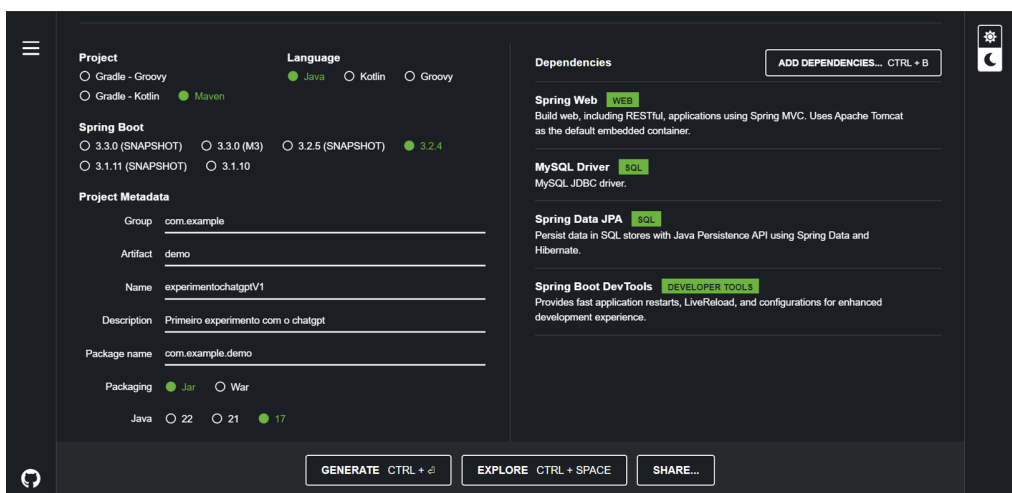 Project
Gradle - Groovy
Gradle - Kotlin Maven
Language
Java Kotlin Groovy
Spring Boot
3.3.0 (SNAPSHOT) 3.3.0 (M3) 3.2.5 (SNAPSHOT) 3.2.4
3.1.11 (SNAPSHOT) 3.1.10
Project Metadata
Group com.example
Artifact demo
Name experimentochatgptV1
Description Primeiro experimento com o chatgpt
Package name com.example.demo
Packaging Jar War
Java 22 21 17
Dependencies ADD DEPENDENCIES... CTRL + B
Spring Web WEB
Build web, including RESTful, applications using Spring MVC. Uses Apache Tomcat
as the default embedded container.
MySQL Driver SQL
MySQL JDBC driver.
Spring Data JPA SQL
Persist data in SQL stores with Java Persistence API using Spring Data and
Hibernate.
Spring Boot DevTools DEVELOPER TOOLS
Provides fast application restarts, LiveReload, and configurations for enhanced
development experience.
GENERATE CTRL + ⏎ EXPLORE CTRL + SPACE SHARE...